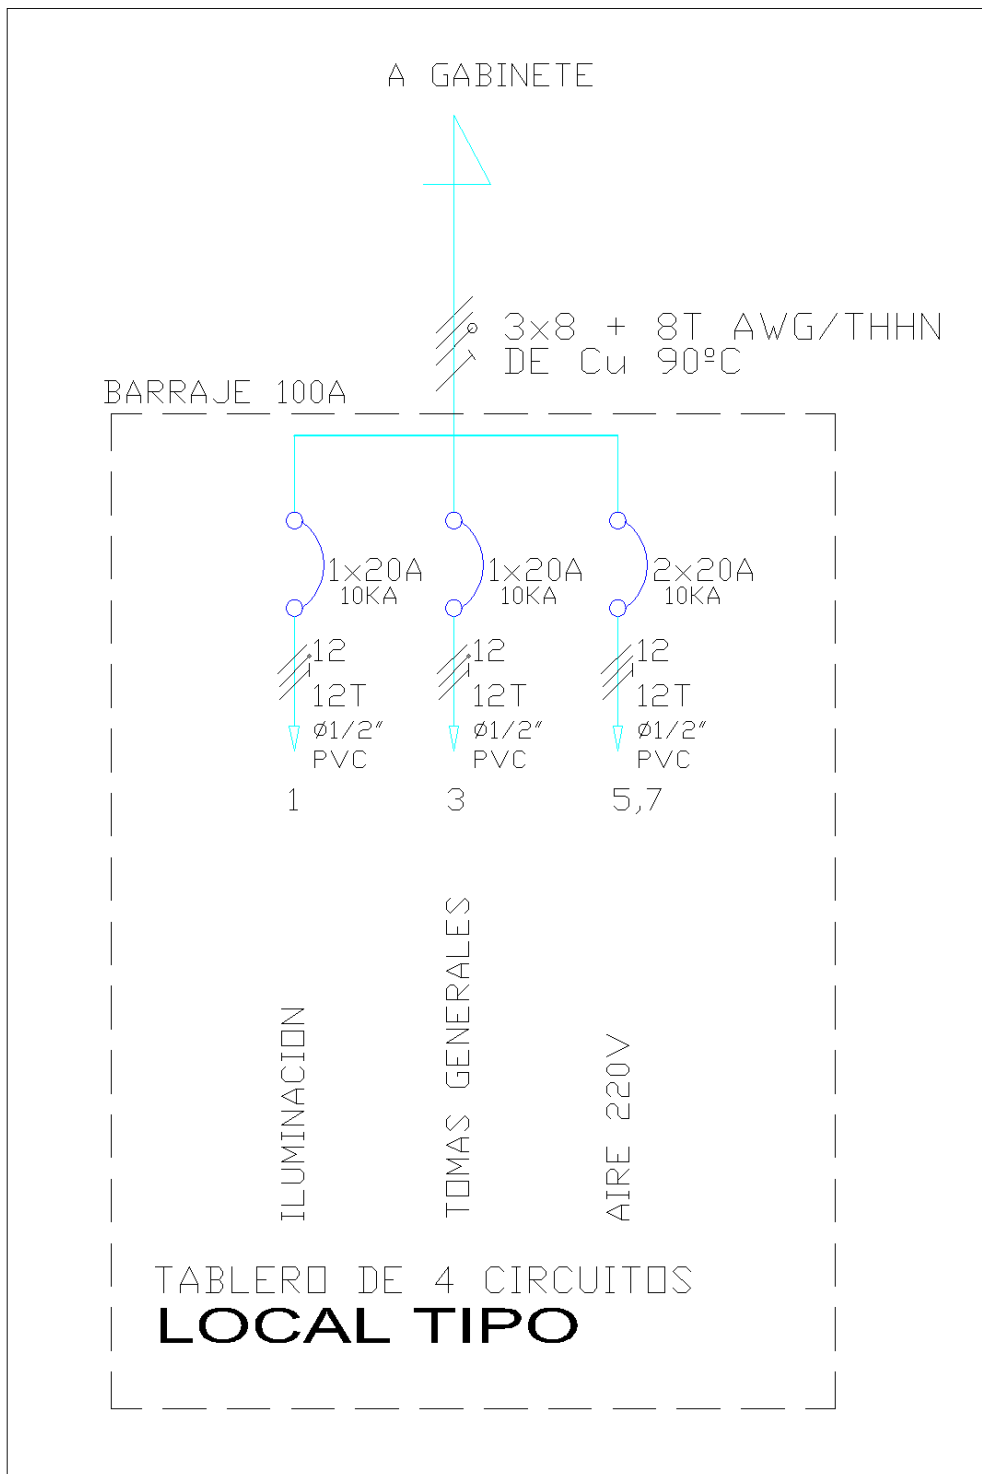 A GABINETE
3x8 + 8T AWG/THHN
DE Cu 90ºC
BARRAJE 100A
1x20A
10KA
1x20A
10KA
2x20A
10KA
12
12T
ø1/2"
PVC
12
12T
ø1/2"
PVC
12
12T
ø1/2"
PVC
1
3
5,7
ILUMINACION
TOMAS GENERALES
AIRE 220V
TABLERO DE 4 CIRCUITOS
LOCAL TIPO